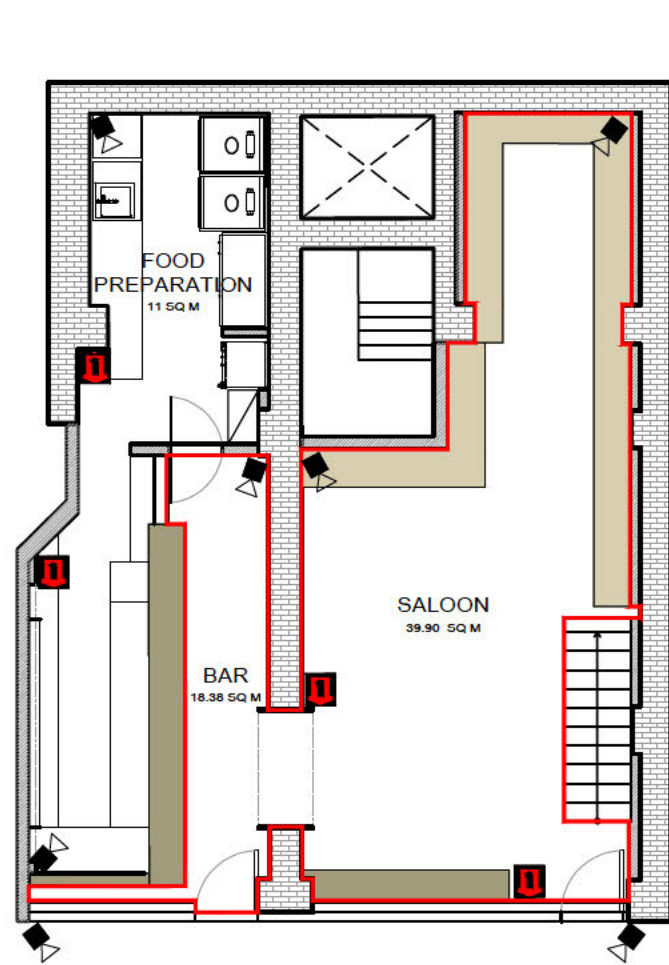 FOOD
PREPARATION
11 SQ M
SALOON
39.90 SQ M
BAR
18.38 SQ M